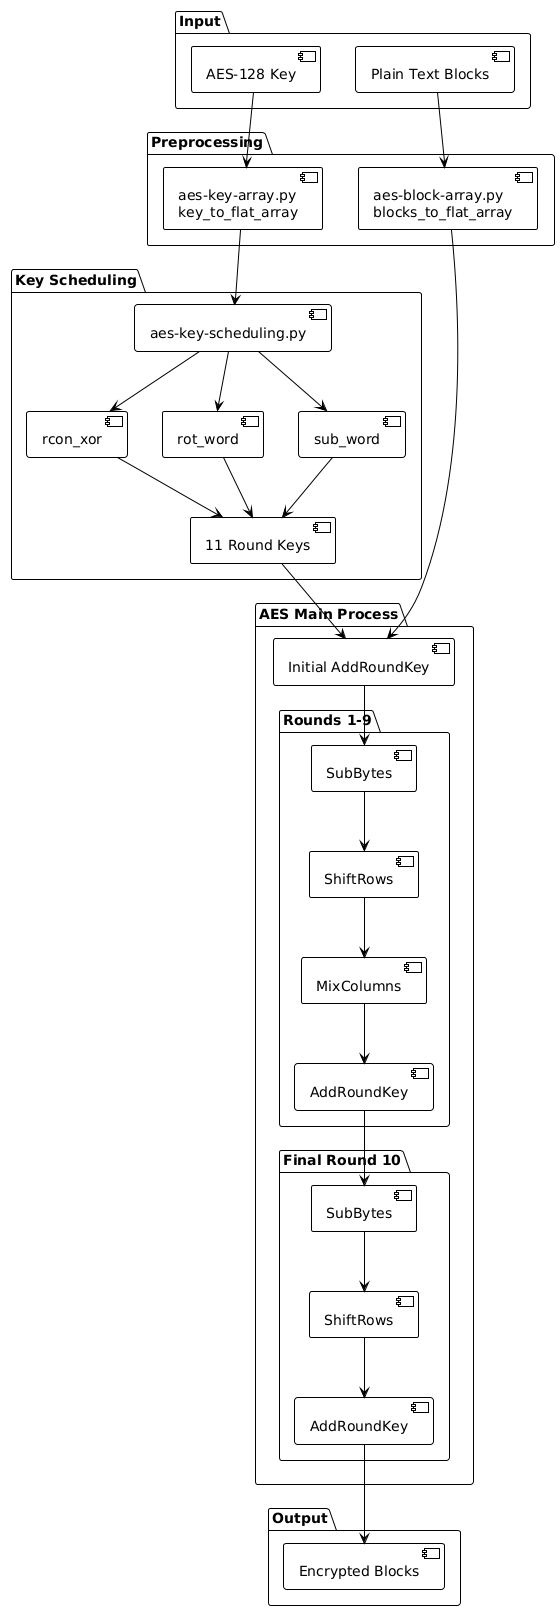 Input
AES-128 Key
Plain Text Blocks
Preprocessing
aes-key-array.py
key_to_flat_array
aes-block-array.py
blocks_to_flat_array
Key Scheduling
aes-key-scheduling.py
rcon_xor
rot_word
sub_word
11 Round Keys
AES Main Process
Initial AddRoundKey
Rounds 1-9
SubBytes
ShiftRows
MixColumns
AddRoundKey
Final Round 10
SubBytes
ShiftRows
AddRoundKey
Output
Encrypted Blocks